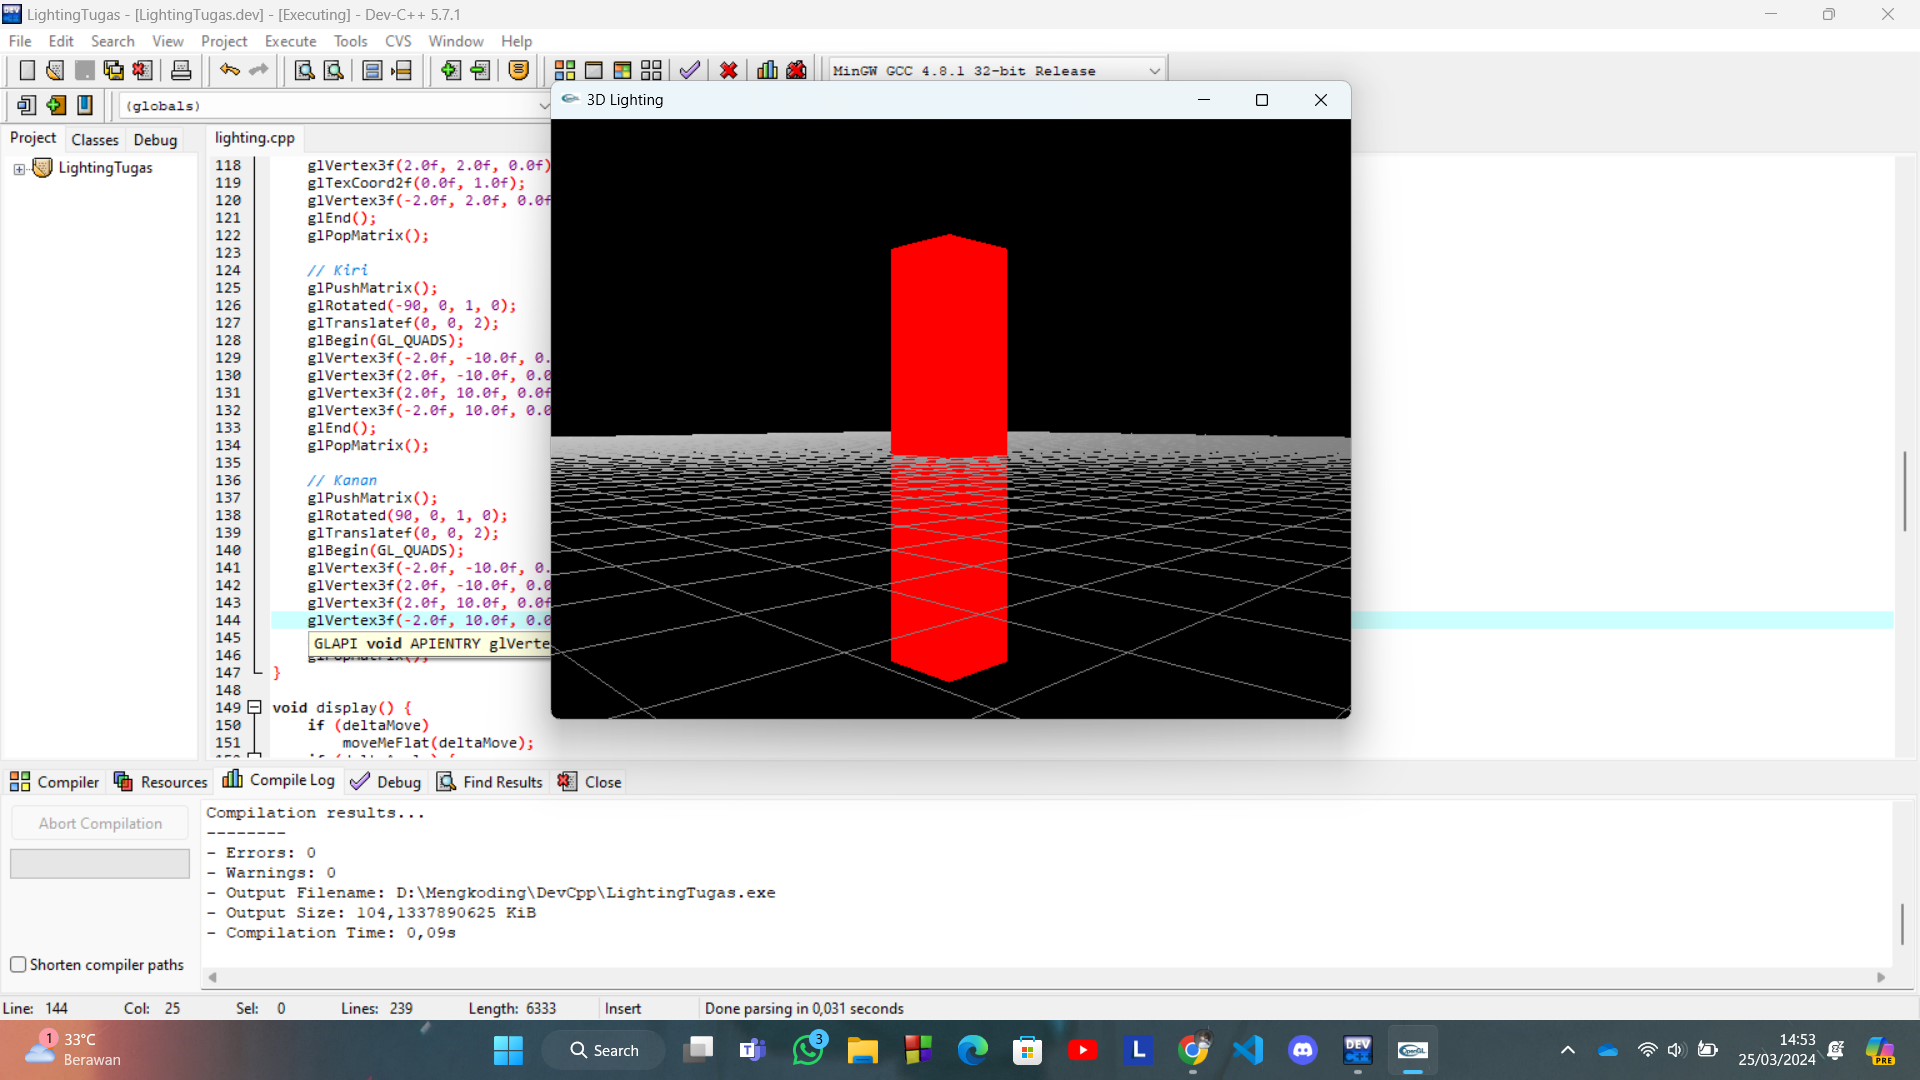 LightingTugas - [LightingTugas.dev] - [Executing] - Dev-C++ 5.7.1
File Edit Search View Project Execute Tools CVS Window Help
MinGW GCC 4.8.1 32-bit Release
(globals)
3D Lighting
Project Classes Debug
LightingTugas
lighting.cpp
118 glVertex3f(2.0f, 2.0f, 0.0f)
119 glTexCoord2f(0.0f, 1.0f);
120 glVertex3f(-2.0f, 2.0f, 0.0f
121 glEnd();
122 glPopMatrix();
123
124 // Kiri
125 glPushMatrix();
126 glRotated(-90, 0, 1, 0);
127 glTranslatef(0, 0, 2);
128 glBegin(GL_QUADS);
129 glVertex3f(-2.0f, -10.0f, 0.
130 glVertex3f(2.0f, -10.0f, 0.0
131 glVertex3f(2.0f, 10.0f, 0.0f
132 glVertex3f(-2.0f, 10.0f, 0.0
133 glEnd();
134 glPopMatrix();
135
136 // Kanan
137 glPushMatrix();
138 glRotated(90, 0, 1, 0);
139 glTranslatef(0, 0, 2);
140 glBegin(GL_QUADS);
141 glVertex3f(-2.0f, -10.0f, 0.
142 glVertex3f(2.0f, -10.0f, 0.0
143 glVertex3f(2.0f, 10.0f, 0.0f
144 glVertex3f(-2.0f, 10.0f, 0.0
145 GLAPI void APIENTRY glVerte
146
147 }
148
149 void display() {
150 if (deltaMove)
151 moveMeFlat(deltaMove);
Compiler Resources Compile Log Debug Find Results Close
Abort Compilation
Shorten compiler paths
Compilation results...
--------
- Errors: 0
- Warnings: 0
- Output Filename: D:\Mengkoding\DevCpp\LightingTugas.exe
- Output Size: 104,1337890625 KiB
- Compilation Time: 0,09s
Line: 144 Col: 25 Sel: 0 Lines: 239 Length: 6333 Insert Done parsing in 0,031 seconds
1
33°C
Berawan
Search
3
L
DEV
OpenGL
14:53
25/03/2024
PRE